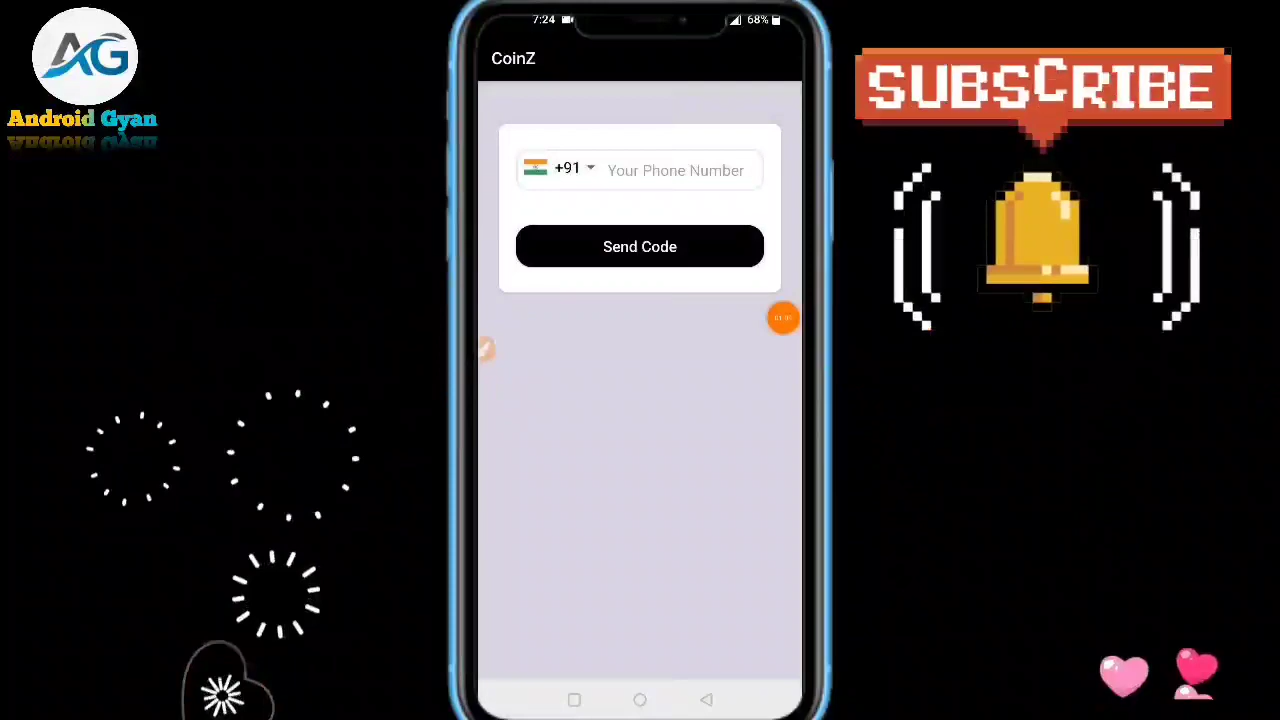 AG
Android Gyan
7:24
68%
CoinZ
+91
Your Phone Number
Send Code
SUBSCRIBE